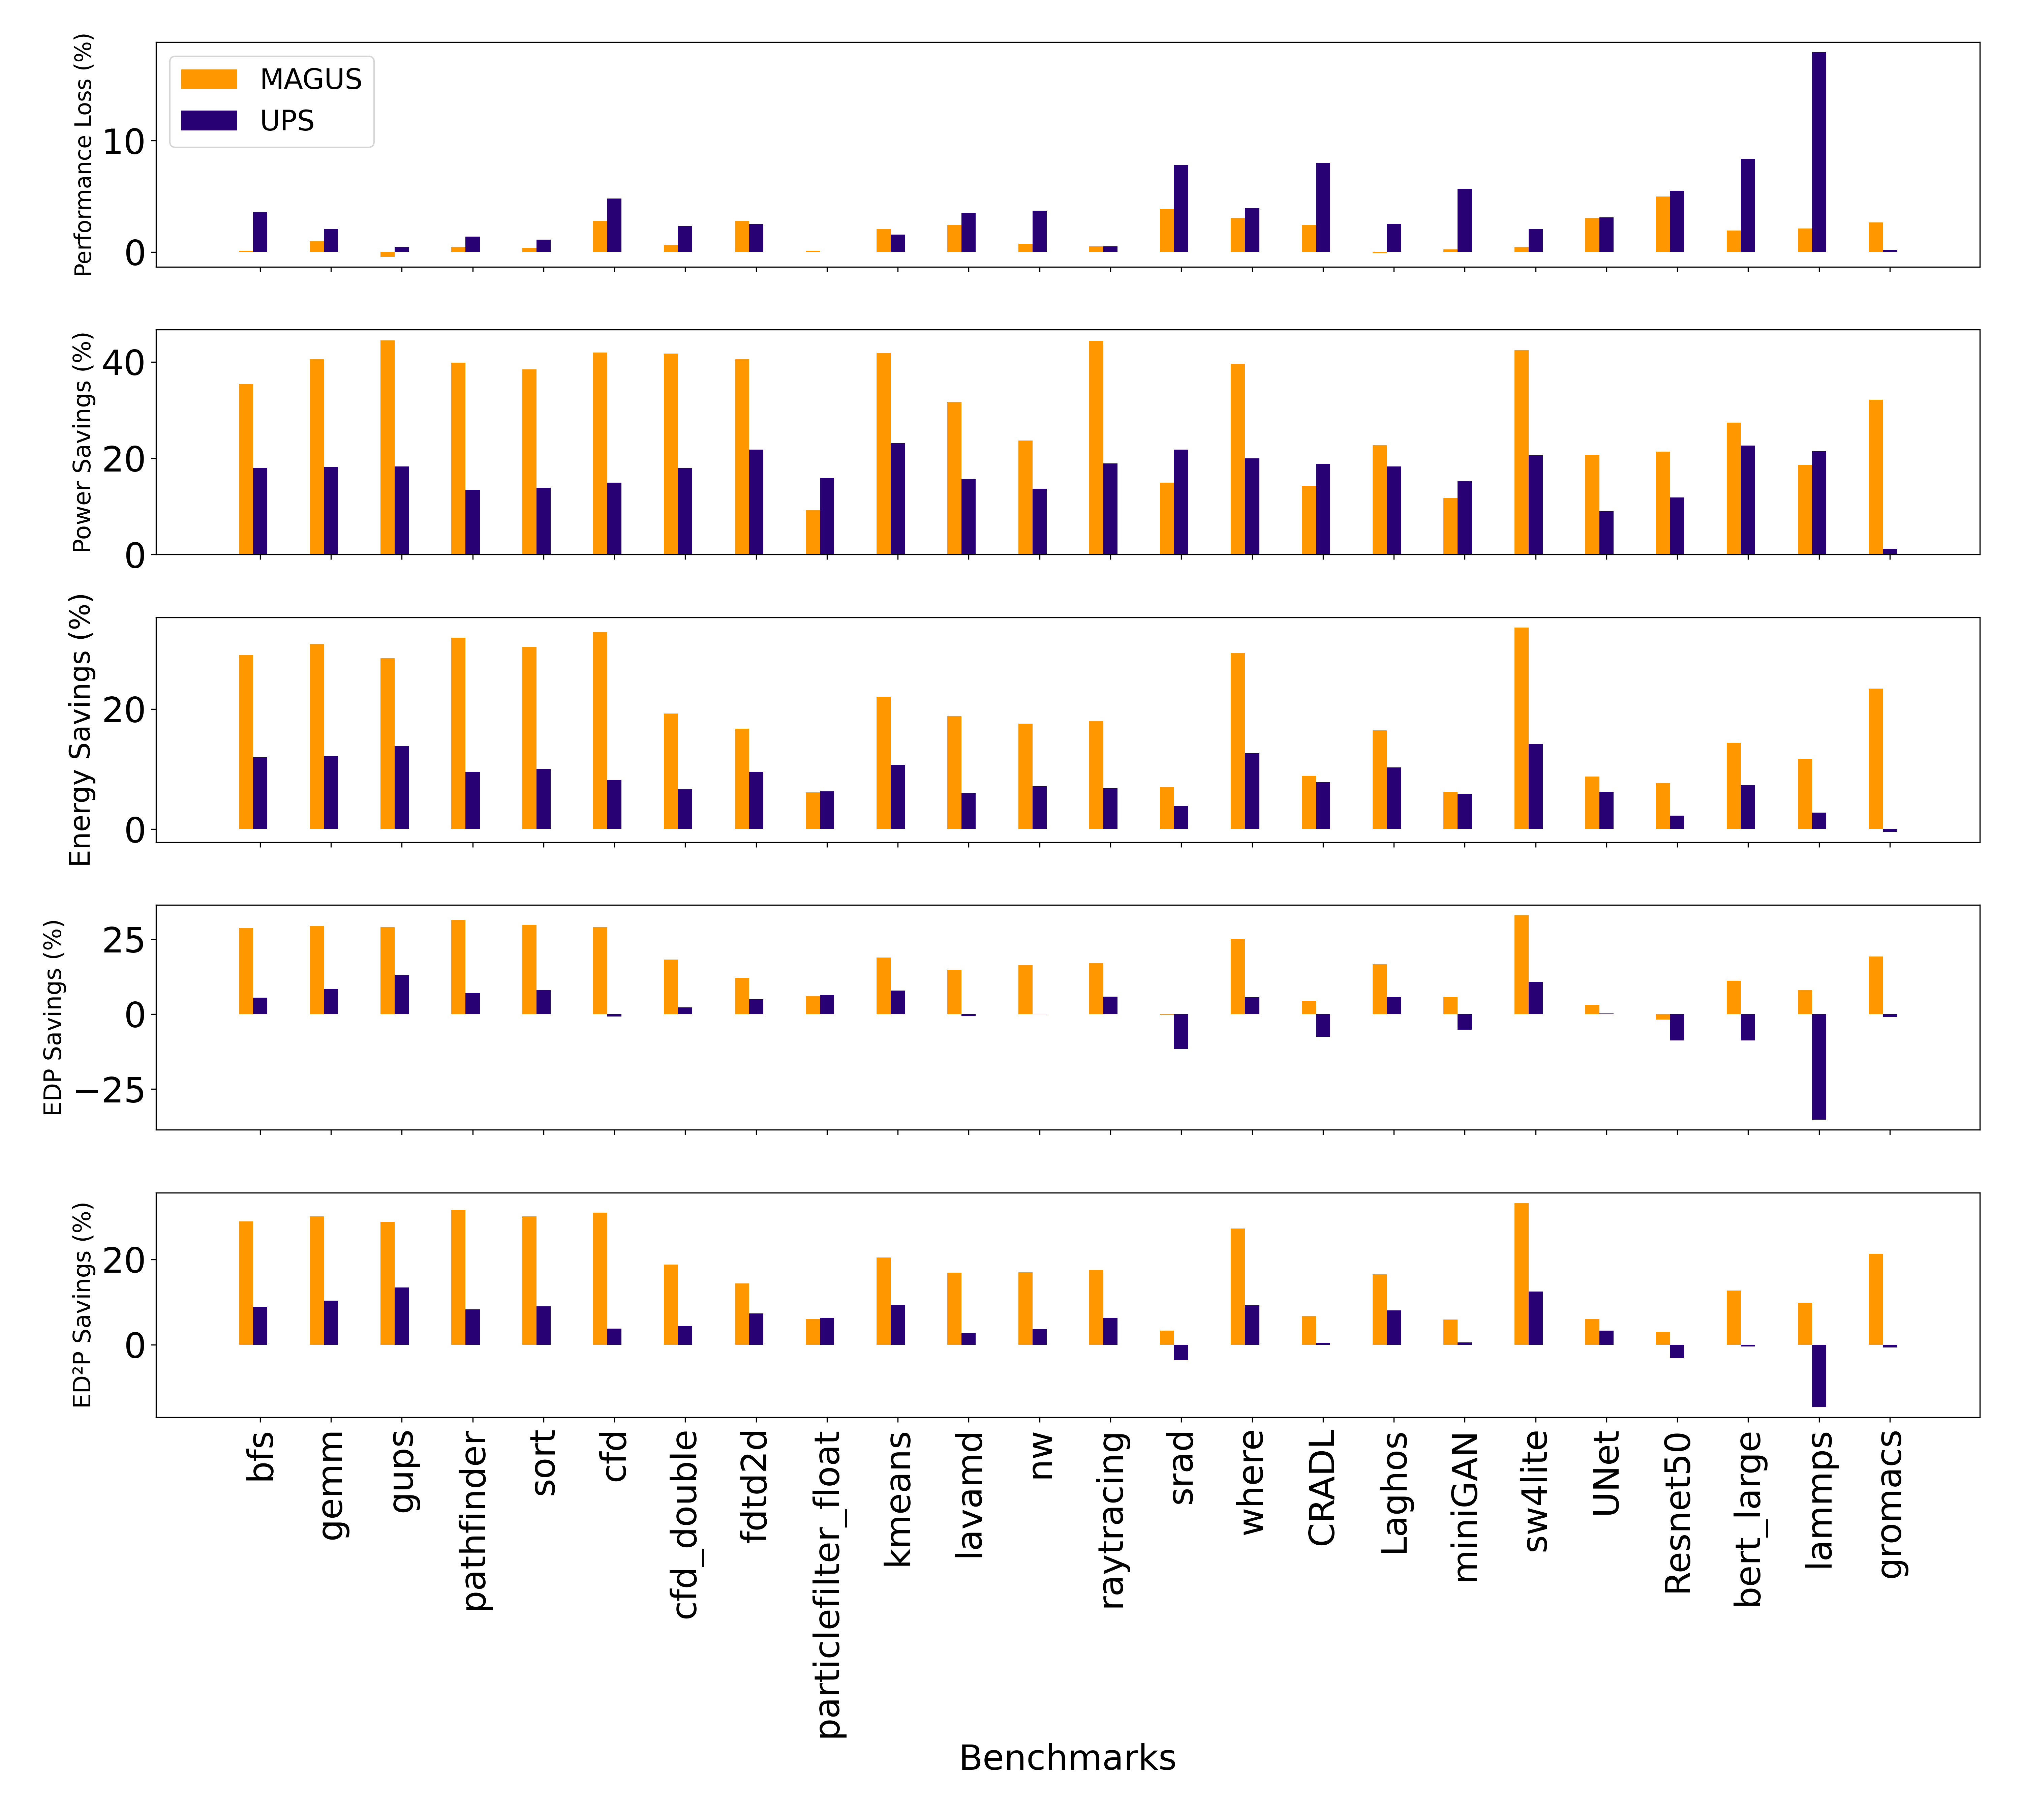 Performance Loss (%)
10
0
MAGUS
UPS
Power Savings (%)
40
20
0
Energy Savings (%)
20
0
EDP Savings (%)
25
0
−25
ED²P Savings (%)
20
0
bfs
gemm
gups
pathfinder
sort
cfd
cfd_double
fdtd2d
particlefilter_float
kmeans
lavamd
nw
raytracing
srad
where
CRADL
Laghos
miniGAN
sw4lite
UNet
Resnet50
bert_large
lammps
gromacs
Benchmarks